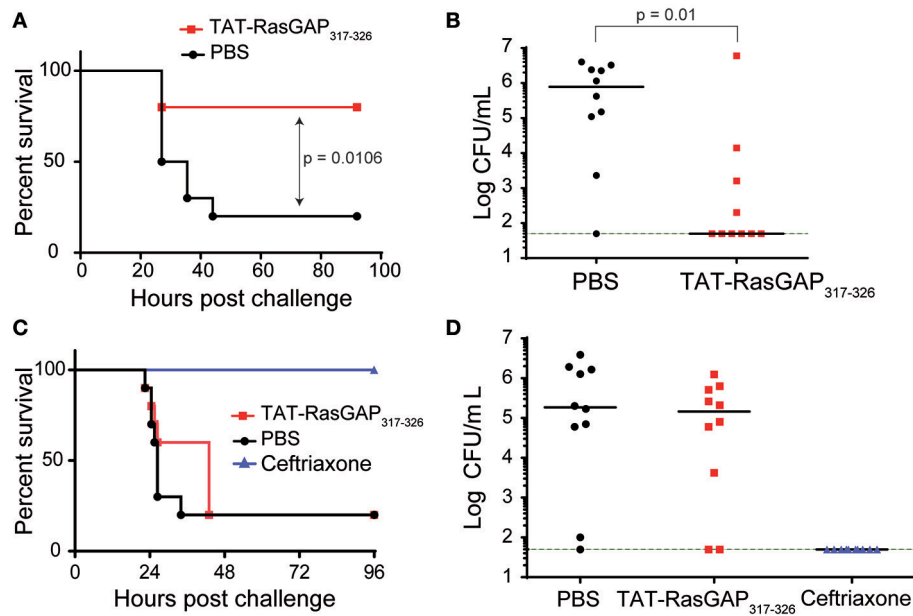 A
TAT-RasGAP317-326
PBS
Percent survival
100
50
0
p = 0.0106
0 20 40 60 80 100
Hours post challenge
B
p = 0.01
Log CFU/mL
7
6
5
4
3
2
1
PBS TAT-RasGAP317-326
C
Percent survival
100
50
0
TAT-RasGAP317-326
PBS
Ceftriaxone
0 24 48 72 96
Hours post challenge
D
Log CFU/m L
7
6
5
4
3
2
1
PBS TAT-RasGAP317-326 Ceftriaxone